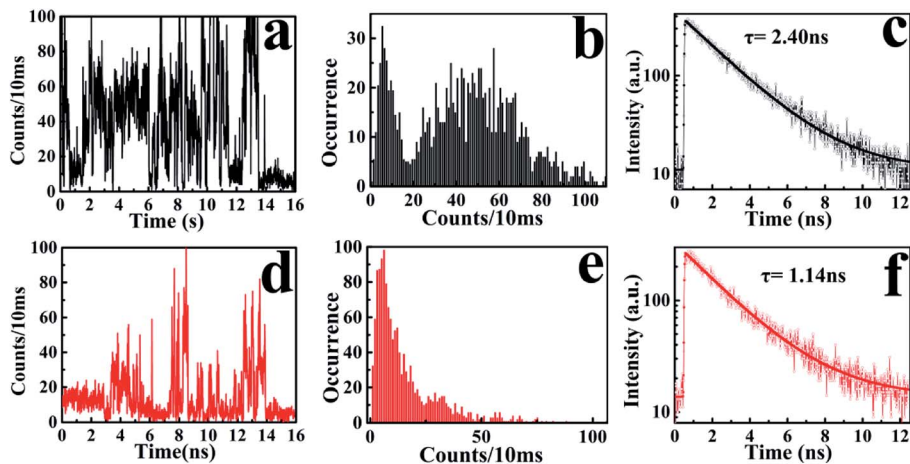 a
Counts/10ms
100
80
60
40
20
0
0 2 4 6 8 10 12 14 16
Time (s)
b
Occurrence
30
20
10
0
0 20 40 60 80 100
Counts/10ms
c
τ= 2.40ns
Intensity (a.u.)
100
10
0 2 4 6 8 10 12
Time (ns)
d
Counts/10ms
100
80
60
40
20
0
0 2 4 6 8 10 12 14 16
Time(ns)
e
Occurrence
100
80
60
40
20
0
0 50 100
Counts/10ms
f
τ= 1.14ns
Intensity (a.u.)
100
10
0 2 4 6 8 10 12
Time (ns)